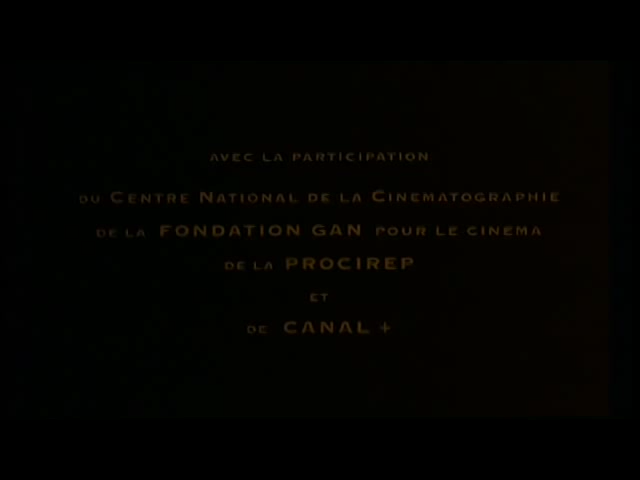 AVEC LA PARTICIPATION
DU CENTRE NATIONAL DE LA CINEMATOGRAPHIE
DE LA FONDATION GAN POUR LE CINEMA
DE LA PROCIREP
ET
DE CANAL +